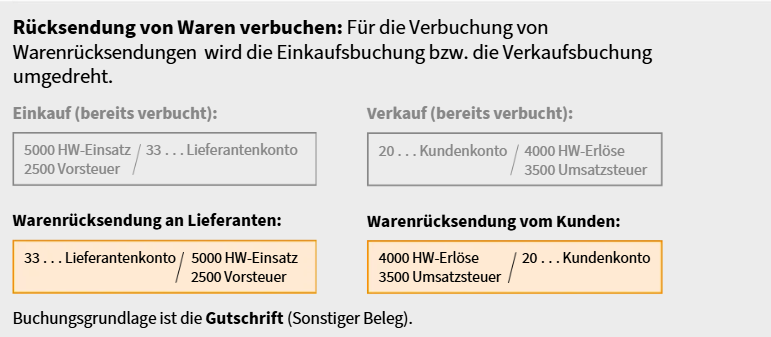 Rücksendung von Waren verbuchen: Für die Verbuchung von
Warenrücksendungen wird die Einkaufsbuchung bzw. die Verkaufsbuchung
umgedreht.
Einkauf (bereits verbucht):
5000 HW-Einsatz / 33 . . . Lieferantenkonto
2500 Vorsteuer
Verkauf (bereits verbucht):
20 . . . Kundenkonto / 4000 HW-Erlöse
3500 Umsatzsteuer
Warenrücksendung an Lieferanten:
33 . . . Lieferantenkonto / 5000 HW-Einsatz
2500 Vorsteuer
Warenrücksendung vom Kunden:
4000 HW-Erlöse / 20 . . . Kundenkonto
3500 Umsatzsteuer
Buchungsgrundlage ist die Gutschrift (Sonstiger Beleg).